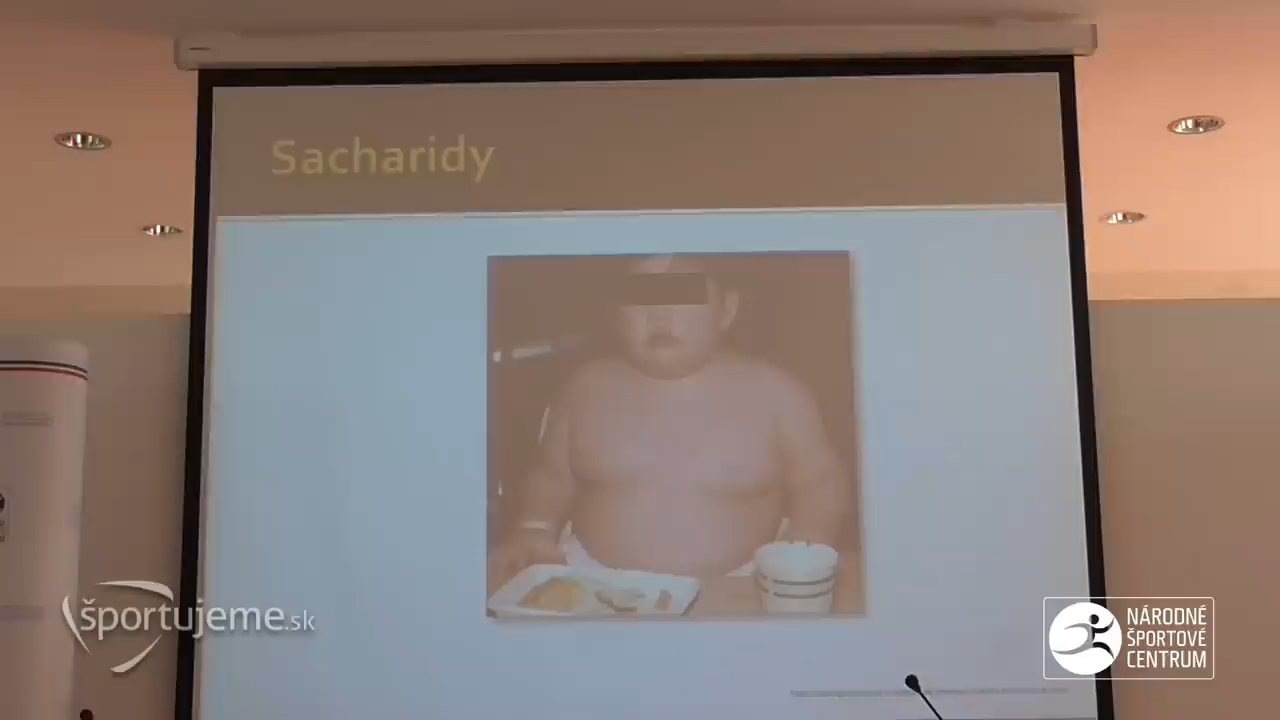 Sacharidy
športujeme.sk
NÁRODNÉ
ŠPORTOVÉ
CENTRUM